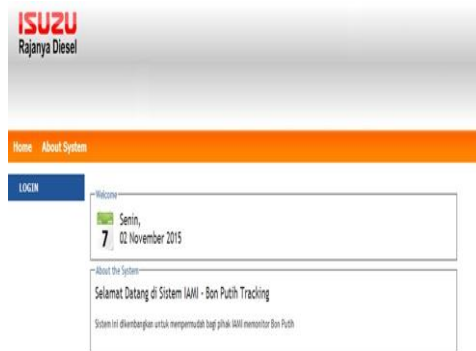 ISUZU
Rajanya Diesel
Home About System
LOGIN
Welcome
7
Senin,
02 November 2015
About the System
Selamat Datang di Sistem IAMI - Bon Putih Tracking
Sistem Ini dikembangkan untuk mempermudah bagi pihak IAMI memonitor Bon Putih